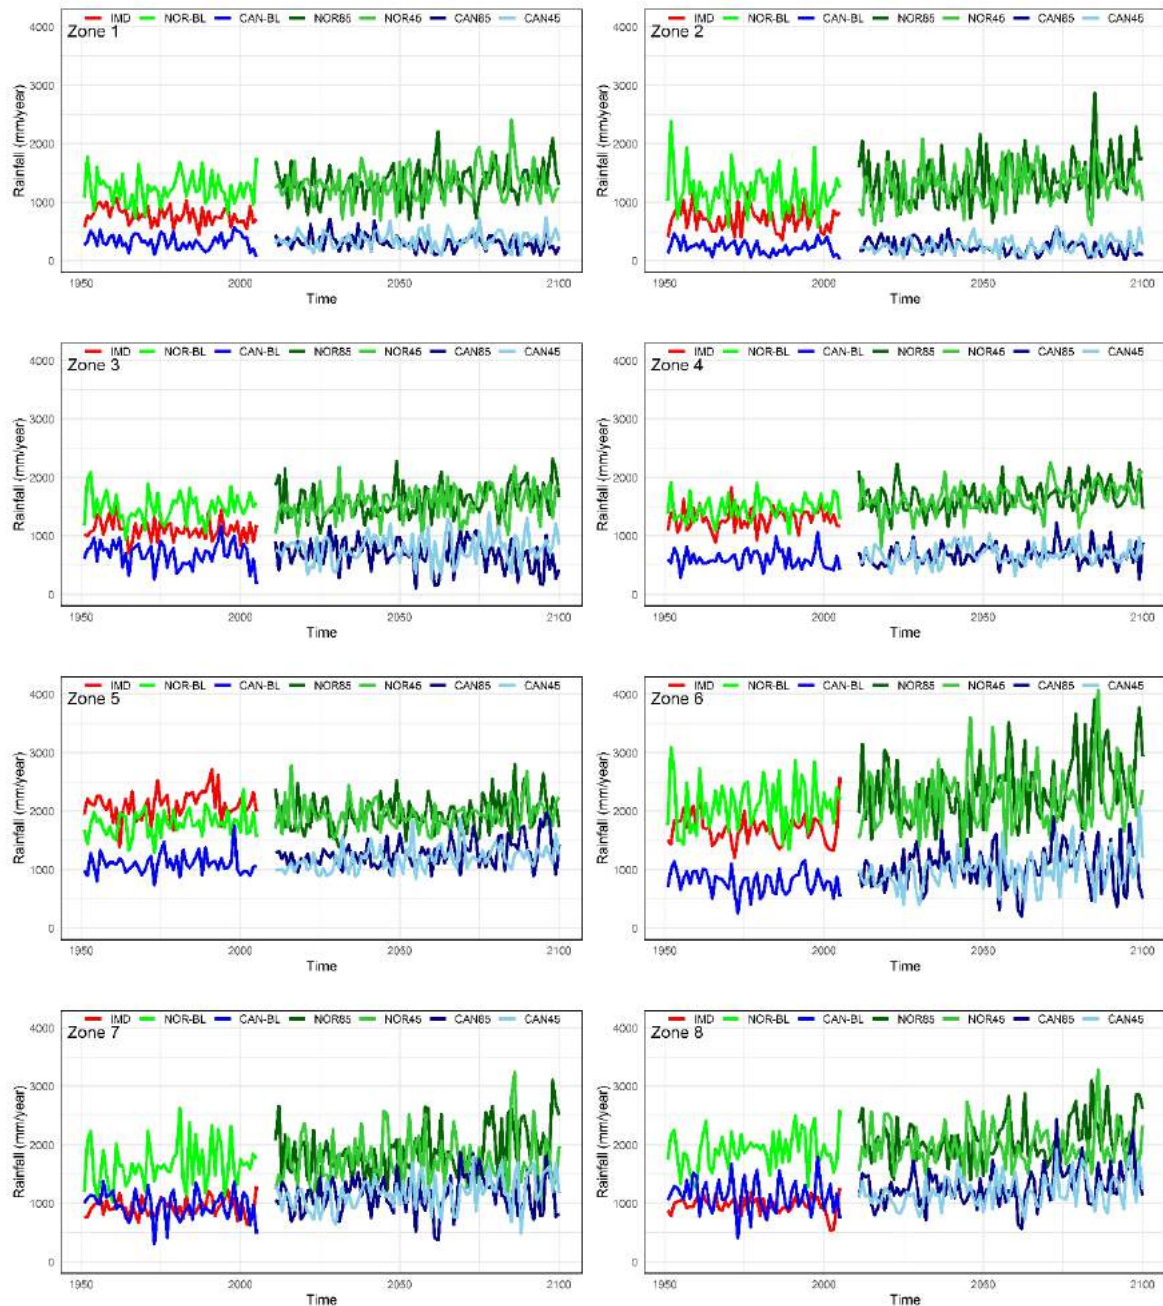 IMD NOR-BL CAN-BL NOR85 NOR45 CAN85 CAN45
Zone 1
4000
3000
2000
1000
0
Rainfall (mm/year)
1950 2000 2050 2100
Time
IMD NOR-BL CAN-BL NOR85 NOR45 CAN85 CAN45
Zone 2
4000
3000
2000
1000
0
Rainfall (mm/year)
1950 2000 2050 2100
Time
IMD NOR-BL CAN-BL NOR85 NOR45 CAN85 CAN45
Zone 3
4000
3000
2000
1000
0
Rainfall (mm/year)
1950 2000 2050 2100
Time
IMD NOR-BL CAN-BL NOR85 NOR45 CAN85 CAN45
Zone 4
4000
3000
2000
1000
0
Rainfall (mm/year)
1950 2000 2050 2100
Time
IMD NOR-BL CAN-BL NOR85 NOR45 CAN85 CAN45
Zone 5
4000
3000
2000
1000
0
Rainfall (mm/year)
1950 2000 2050 2100
Time
IMD NOR-BL CAN-BL NOR85 NOR45 CAN85 CAN45
Zone 6
4000
3000
2000
1000
0
Rainfall (mm/year)
1950 2000 2050 2100
Time
IMD NOR-BL CAN-BL NOR85 NOR45 CAN85 CAN45
Zone 7
4000
3000
2000
1000
0
Rainfall (mm/year)
1950 2000 2050 2100
Time
IMD NOR-BL CAN-BL NOR85 NOR45 CAN85 CAN45
Zone 8
4000
3000
2000
1000
0
Rainfall (mm/year)
1950 2000 2050 2100
Time